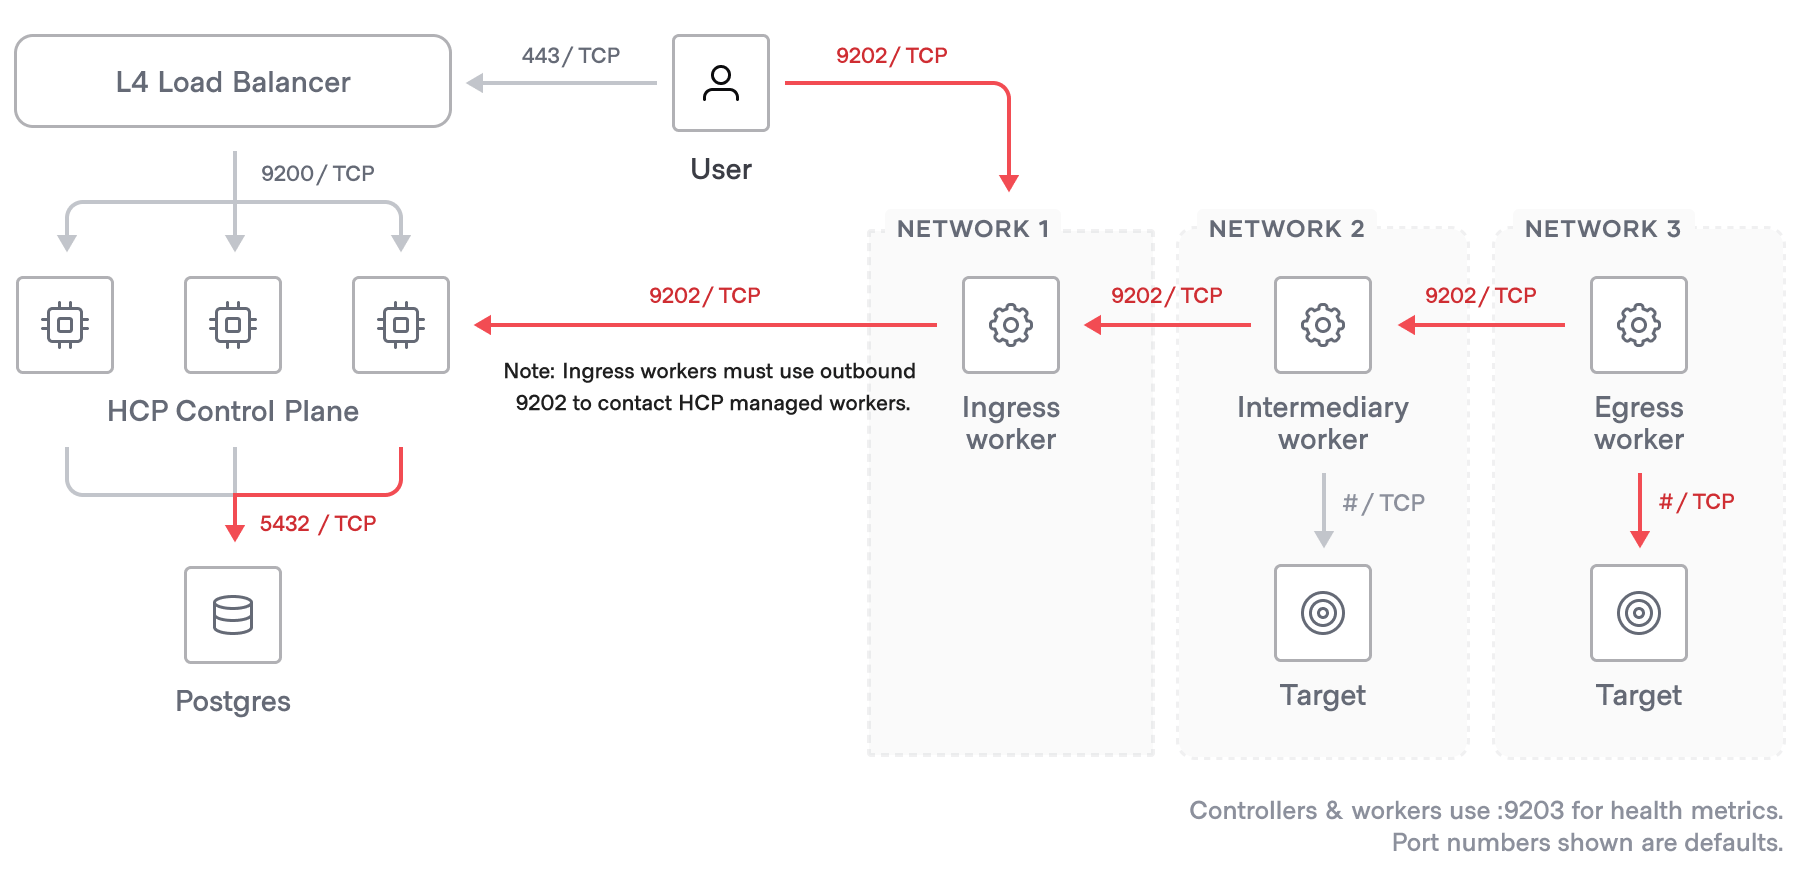 443/ TCP
9202/ TCP
L4 Load Balancer
User
9200/ TCP
NETWORK 1
NETWORK 2
NETWORK 3
9202/ TCP
9202/ TCP
9202/ TCP
Note: Ingress workers must use outbound
9202 to contact HCP managed workers.
HCP Control Plane
Ingress
worker
Intermediary
worker
Egress
worker
5432 / TCP
#/ TCP
#/ TCP
Postgres
Target
Target
Controllers & workers use :9203 for health metrics.
Port numbers shown are defaults.